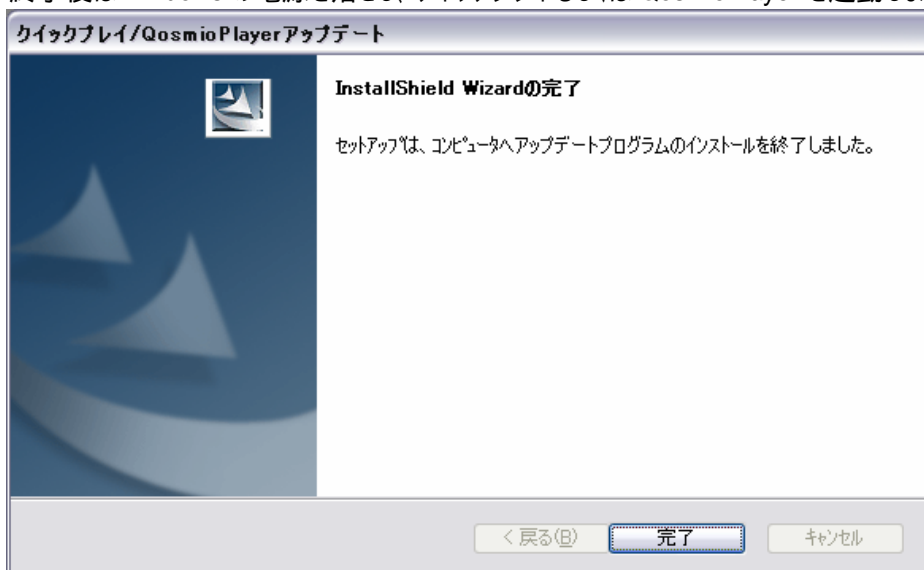 クイックプレイ/QosmioPlayerアップデート
InstallShield Wizardの完了
セットアップは、コンピュータへアップデートプログラムのインストールを終了しました。
< 戻る(B)
完了
キャンセル